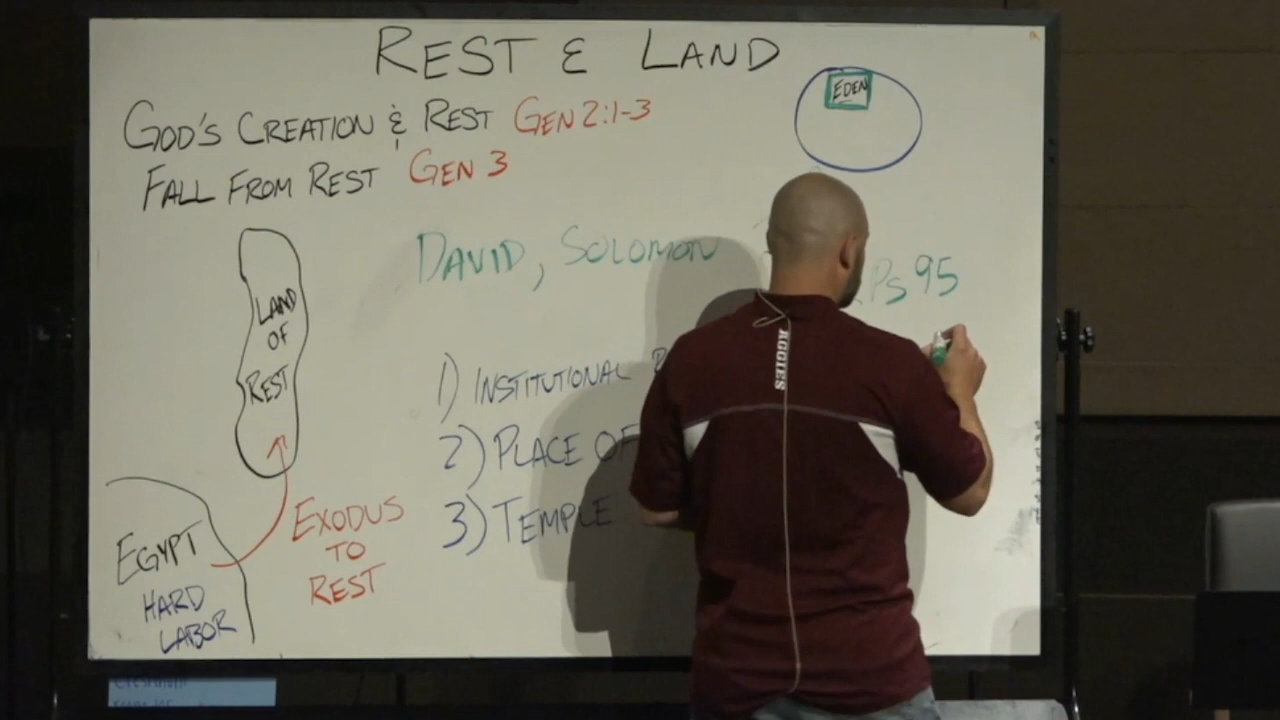 REST & LAND
EDEN
GOD'S CREATION & REST GEN 2:1-3
FALL FROM REST GEN 3
DAVID, SOLOMON
Ps 95
LAND
OF
REST
1) INSTITUTIONAL
2) PLACE OF
3) TEMPLE
EGYPT
HARD
LABOR
EXODUS
TO
REST
AGGIES